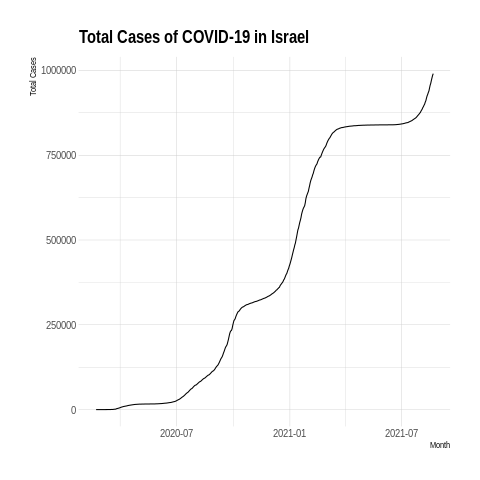 Total Cases of COVID-19 in Israel
Total Cases
1000000
750000
500000
250000
0
2020-07
2021-01
2021-07
Month